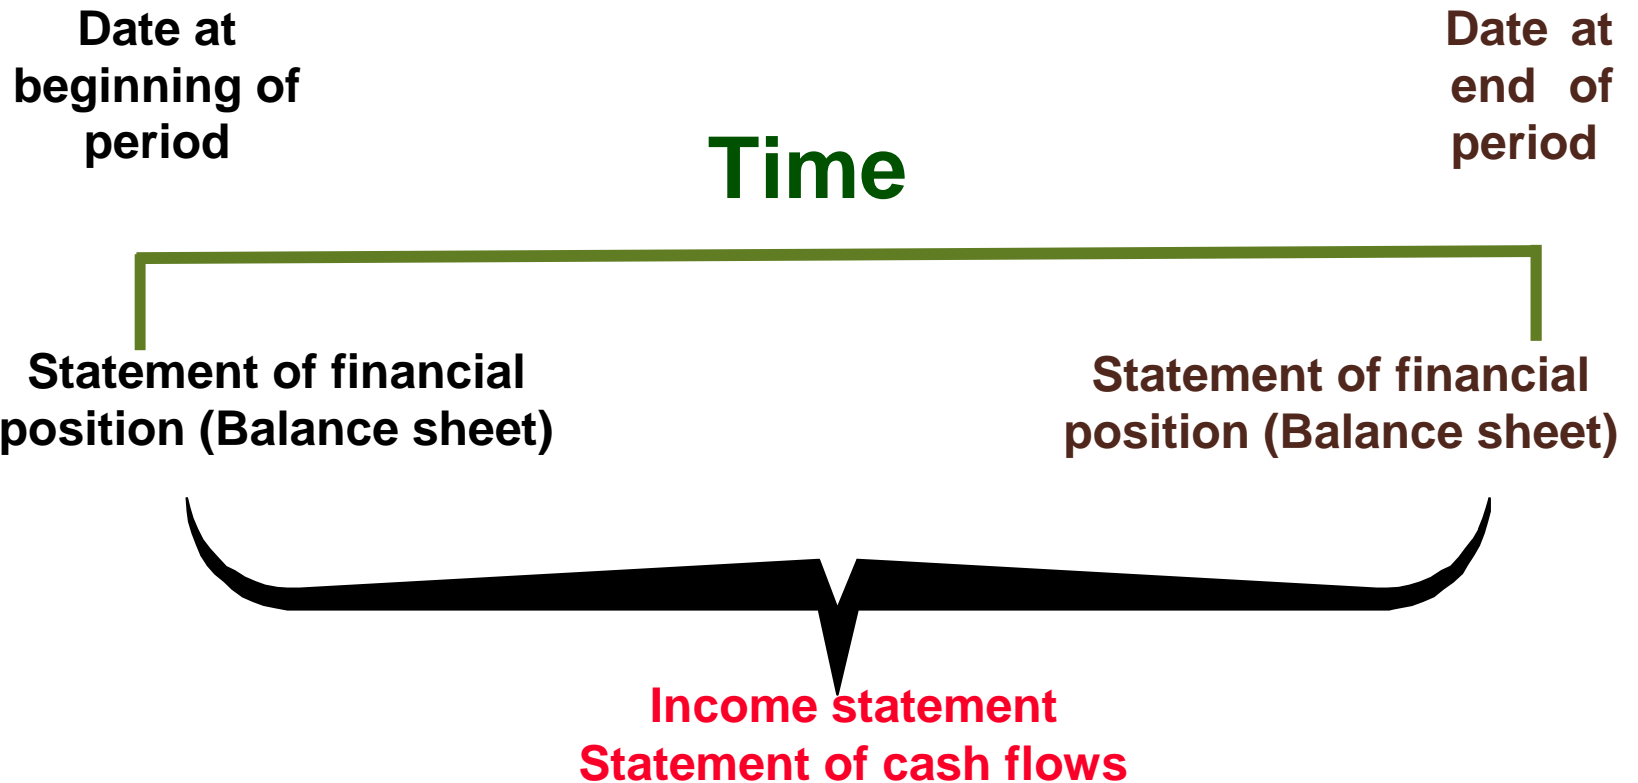 Date at
beginning of
period
Date at
end of
period
Time
Statement of financial
position (Balance sheet)
Statement of financial
position (Balance sheet)
Income statement
Statement of cash flows